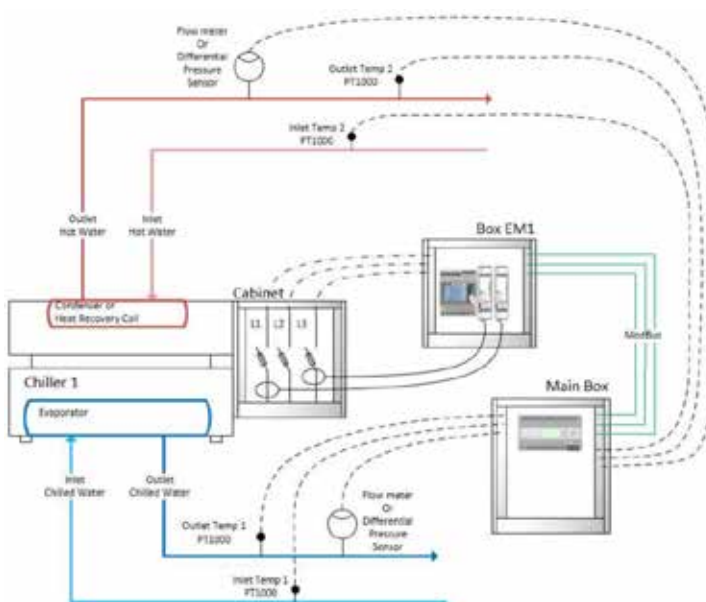 Flow meter
Or
Differential
Pressure
Sensor
Outlet Temp 2
PT1000
Inlet Temp 2
PT1000
Outlet
Hot Water
Inlet
Hot Water
Box EM1
Cabinet
Condenser or
Heat Recovery Coil
L1
L2
L3
ModBus
Chiller 1
Main Box
Evaporator
Inlet
Chilled Water
Outlet
Chilled Water
Flow meter
Or
Differential
Pressure
Sensor
Outlet Temp 1
PT1000
Inlet Temp 1
PT1000